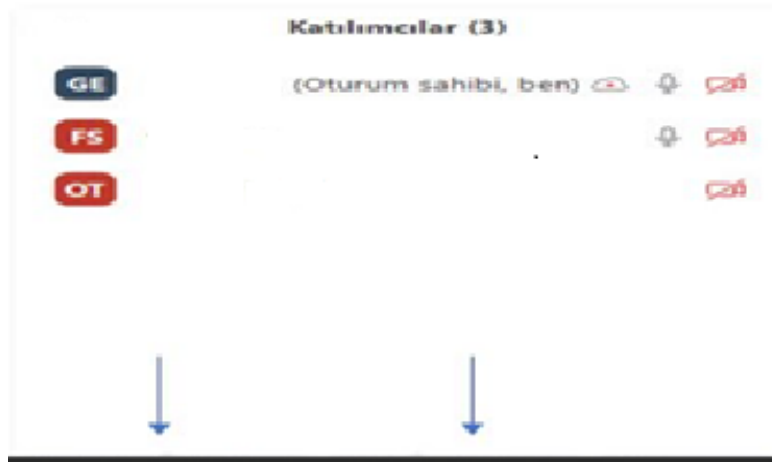 Katılımcılar (3)
GE (Oturum sahibi, ben)
FS
OT